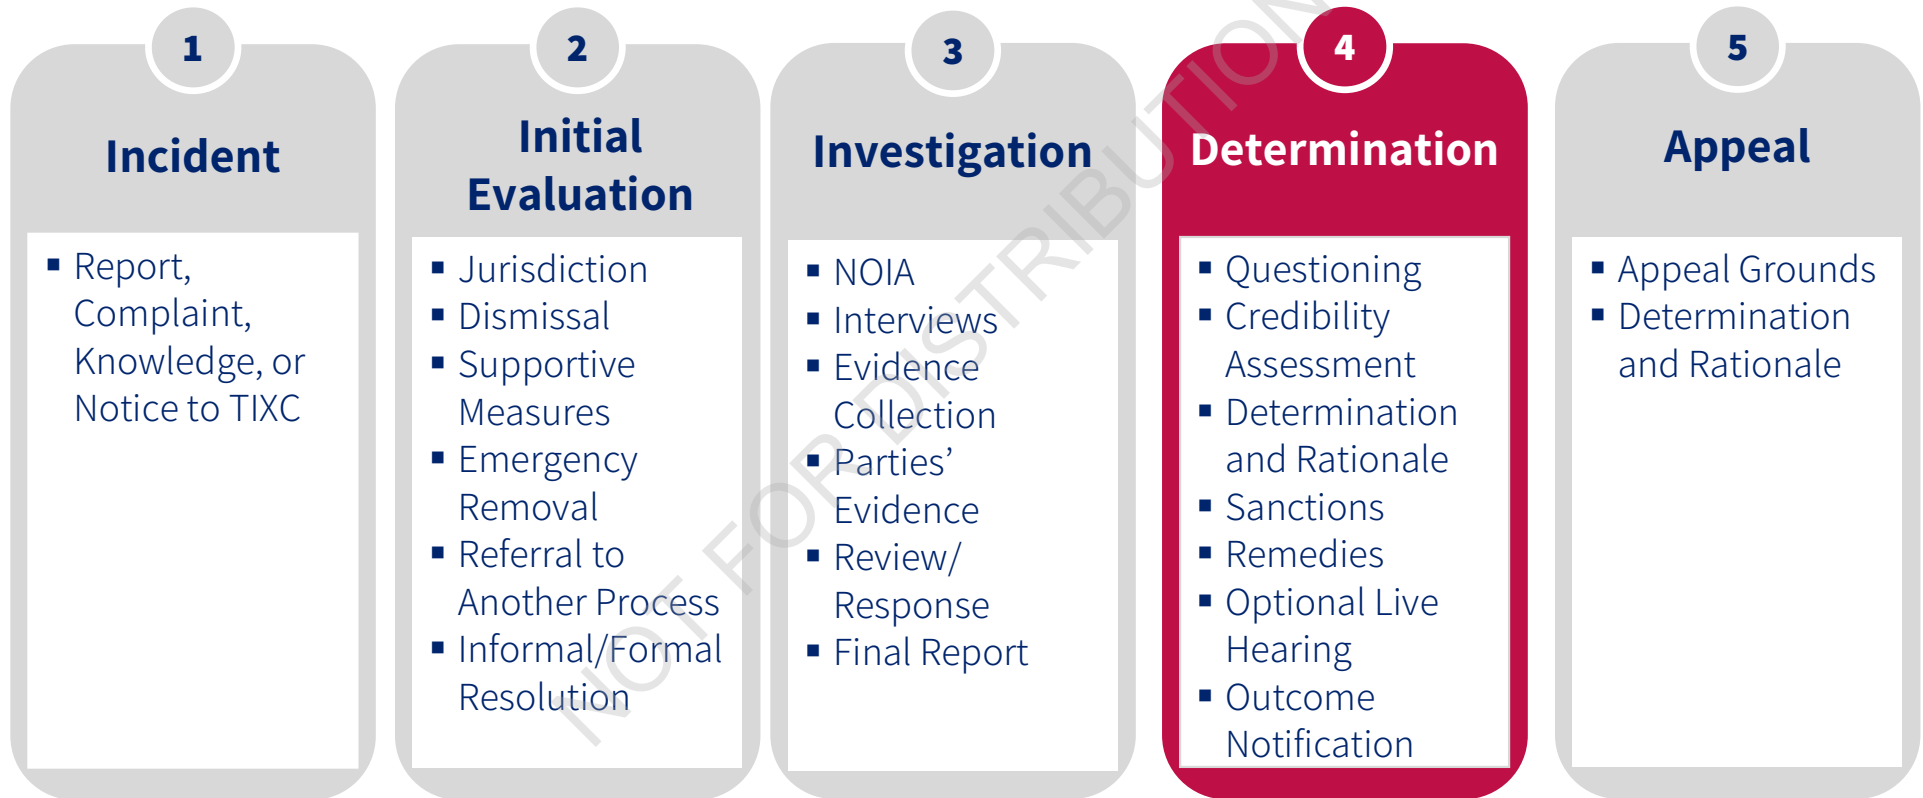 1
Incident
▪ Report,
Complaint,
Knowledge, or
Notice to TIXC
2
Initial
Evaluation
▪ Jurisdiction
▪ Dismissal
▪ Supportive
Measures
▪ Emergency
Removal
▪ Referral to
Another Process
▪ Informal/Formal
Resolution
3
Investigation
▪ NOIA
▪ Interviews
▪ Evidence
Collection
▪ Parties’
Evidence
▪ Review/
Response
▪ Final Report
4
Determination
▪ Questioning
▪ Credibility
Assessment
▪ Determination
and Rationale
▪ Sanctions
▪ Remedies
▪ Optional Live
Hearing
▪ Outcome
Notification
5
Appeal
▪ Appeal Grounds
▪ Determination
and Rationale
NOT FOR DISTRIBUTION